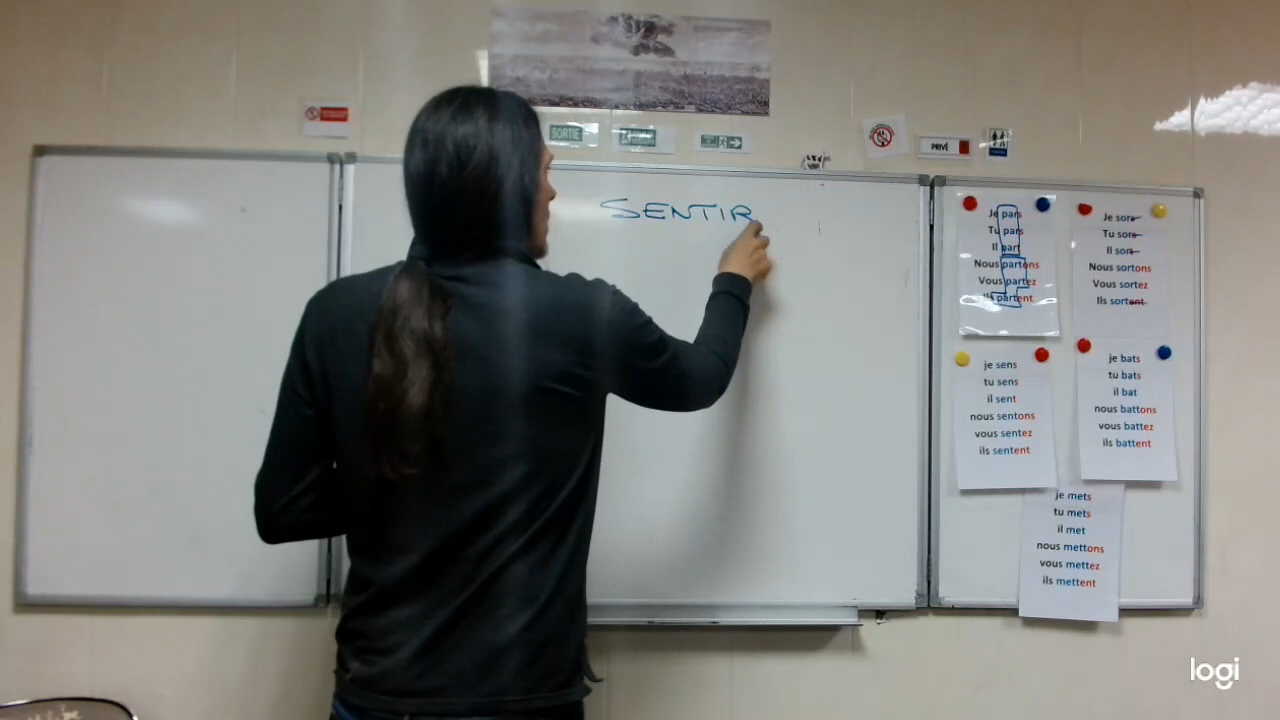 SORTIE
PRIVÉ
SENTIR
Je pars
Tu pars
Il part
Nous partons
Vous partez
Ils partent
Je sors
Tu sors
Il sort
Nous sortons
Vous sortez
Ils sortent
je sens
tu sens
il sent
nous sentons
vous sentez
ils sentent
je bats
tu bats
il bat
nous battons
vous battez
ils battent
je mets
tu mets
il met
nous mettons
vous mettez
ils mettent
logi